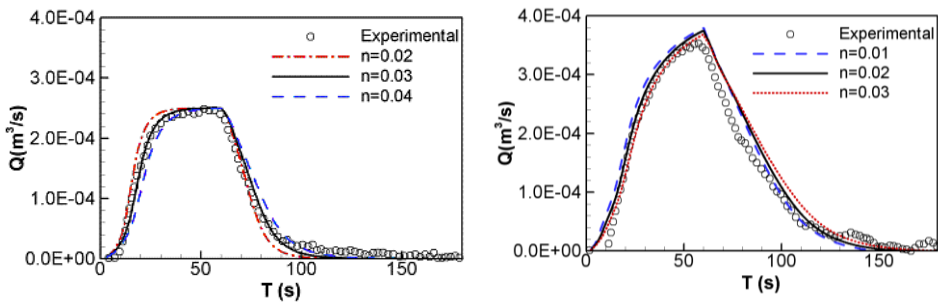 4.0E-04
3.0E-04
2.0E-04
1.0E-04
0.0E+00
Q(m³/s)
0
50
100
150
T (s)
Experimental
n=0.02
n=0.03
n=0.04
4.0E-04
3.0E-04
2.0E-04
1.0E-04
0.0E+00
Q(m³/s)
0
50
100
150
T (s)
Experimental
n=0.01
n=0.02
n=0.03